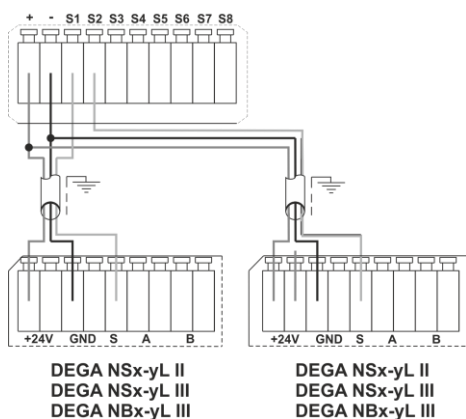 + - S1 S2 S3 S4 S5 S6 S7 S8
+24V GND S A B
+24V GND S A B
DEGA NSx-yL II
DEGA NSx-yL III
DEGA NBx-yL III
DEGA NSx-yL II
DEGA NSx-yL III
DEGA NBx-yL III